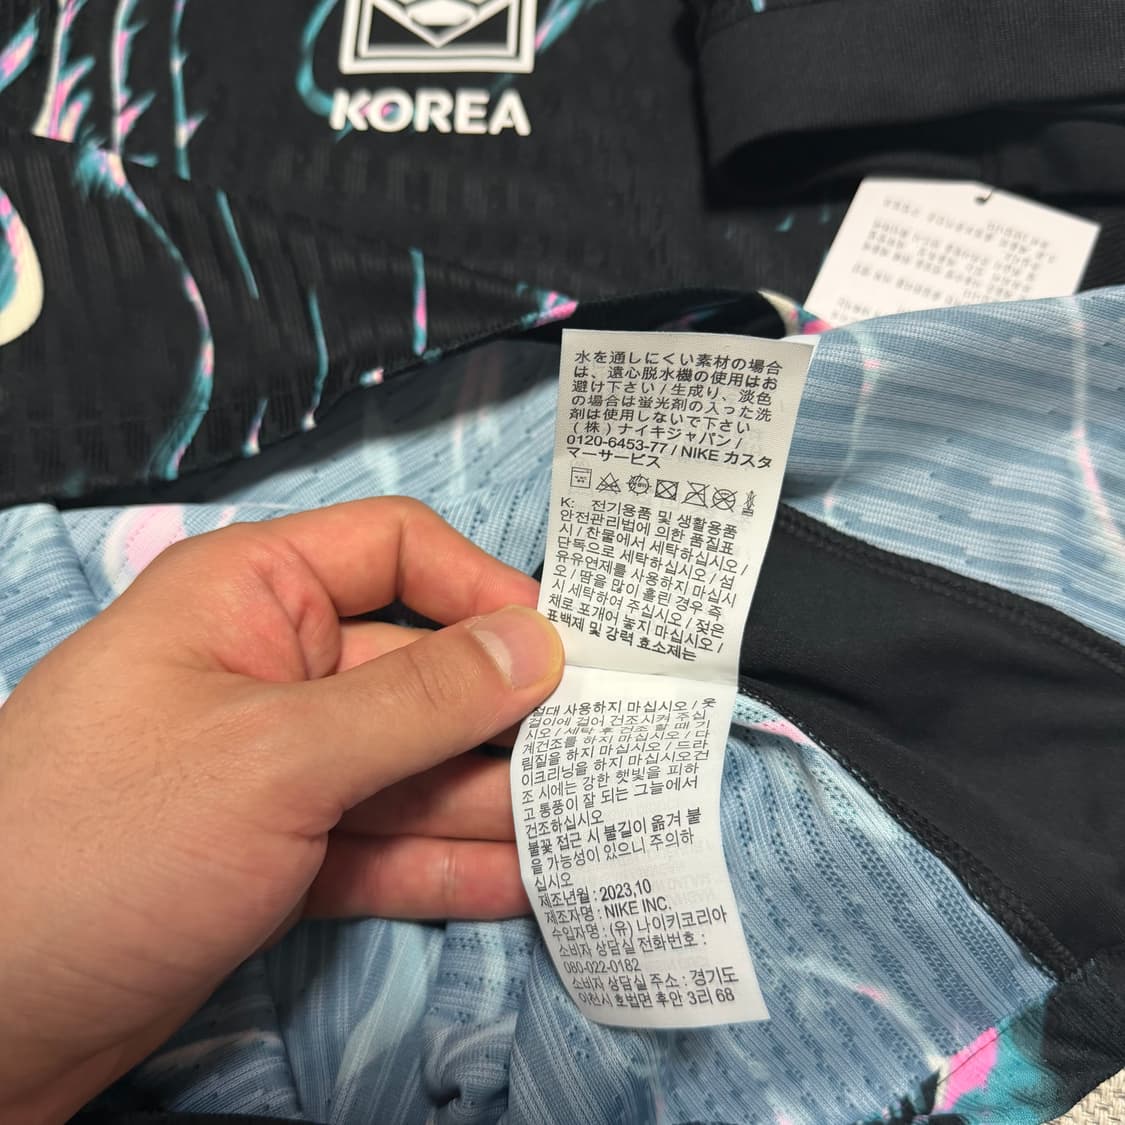 KOREA
水を通しにくい素材の場合
は、遠心脱水機の使用はお
避け下さい / 生成り、淡色
の場合は蛍光剤の入った洗
剤は使用しないで下さい
(株) ナイキジャパン /
0120-6453-77 / NIKE カスタ
マーサービス
K: 전기용품 및 생활용품
안전관리법에 의한 품질표
시 / 찬물에서 세탁하십시오 /
단독으로 세탁하십시오 / 섬
유유연제를 사용하지 마십시
오 / 땀을 많이 흘린 경우 즉
시 세탁하여 주십시오 / 젖은
채로 포개어 놓지 마십시오 /
표백제 및 강력 효소제는
절대 사용하지 마십시오 / 옷
걸이에 걸어 건조시켜 주십
시오 / 세탁 후 건조 할 때 기
계건조를 하지 마십시오 / 다
림질을 하지 마십시오 / 드라
이크리닝을 하지 마십시오 건
조 시에는 강한 햇빛을 피하
고 통풍이 잘 되는 그늘에서
건조하십시오
불꽃 접근 시 불길이 옮겨 붙
을 가능성이 있으니 주의하
십시오
제조년월 : 2023.10
제조자명 : NIKE INC.
수입자명 : (유) 나이키코리아
소비자 상담실 전화번호 :
080-022-0182
소비자 상담실 주소 : 경기도
이천시 호법면 후안 3리 68